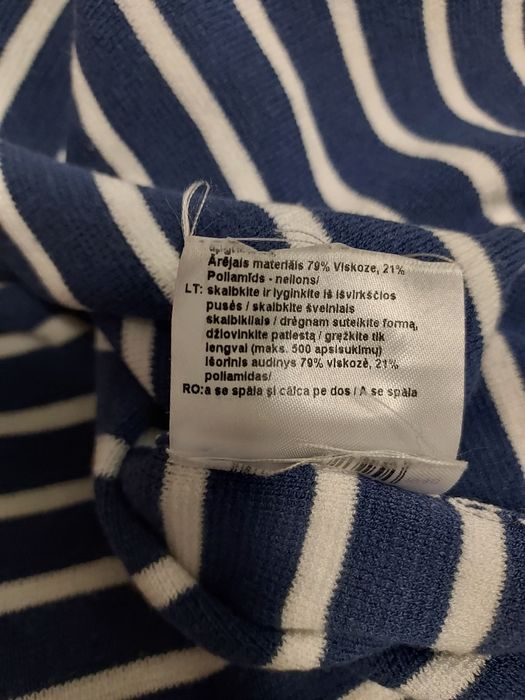 Ārējais materiāls 79% Viskoze, 21%
Poliamīds - neilons/
LT: skalbkite ir lyginkite iš išvirkščios
pusės / skalbkite švelniais
skalbikliais / drėgnam suteikite formą,
džiovinkite patiestą / gręžkite tik
lengvai (maks. 500 apsisukimų)
Išorinis audinys 79% viskozė, 21%
poliamidas/
RO:a se spăla şi călca pe dos / A se spăla